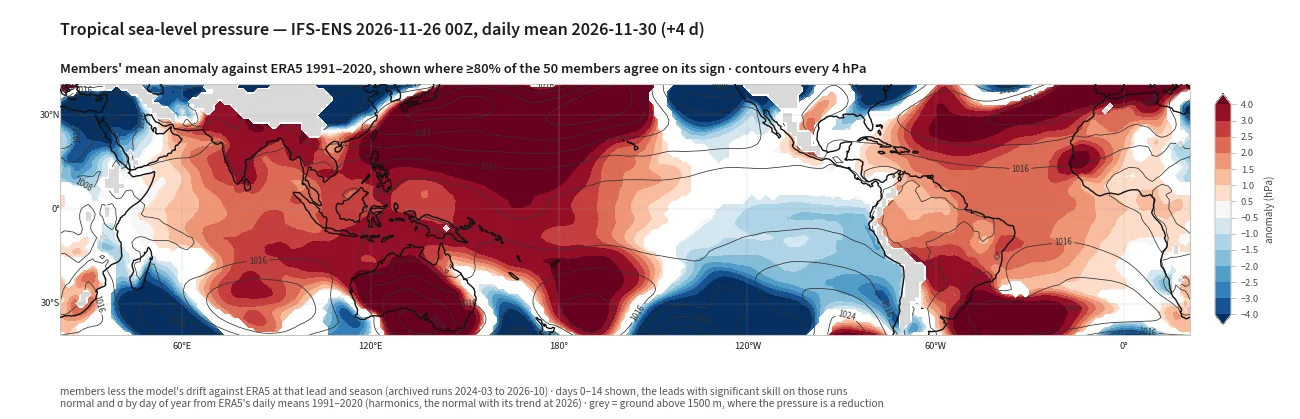 Tropical sea-level pressure — IFS-ENS 2026-11-26 00Z, daily mean 2026-11-30 (+4 d)
Members' mean anomaly against ERA5 1991–2020, shown where ≥80% of the 50 members agree on its sign · contours every 4 hPa
30°N
0°
30°S
60°E
120°E
180°
120°W
60°W
0°
1016
1008
1016
1016
1024
1016
1024
1016
1016
1016
4.0
3.0
2.5
2.0
1.5
1.0
0.5
−0.5
−1.0
−1.5
−2.0
−2.5
−3.0
−4.0
anomaly (hPa)
members less the model's drift against ERA5 at that lead and season (archived runs 2024-03 to 2026-10) · days 0–14 shown, the leads with significant skill on those runs
normal and σ by day of year from ERA5's daily means 1991–2020 (harmonics, the normal with its trend at 2026) · grey = ground above 1500 m, where the pressure is a reduction